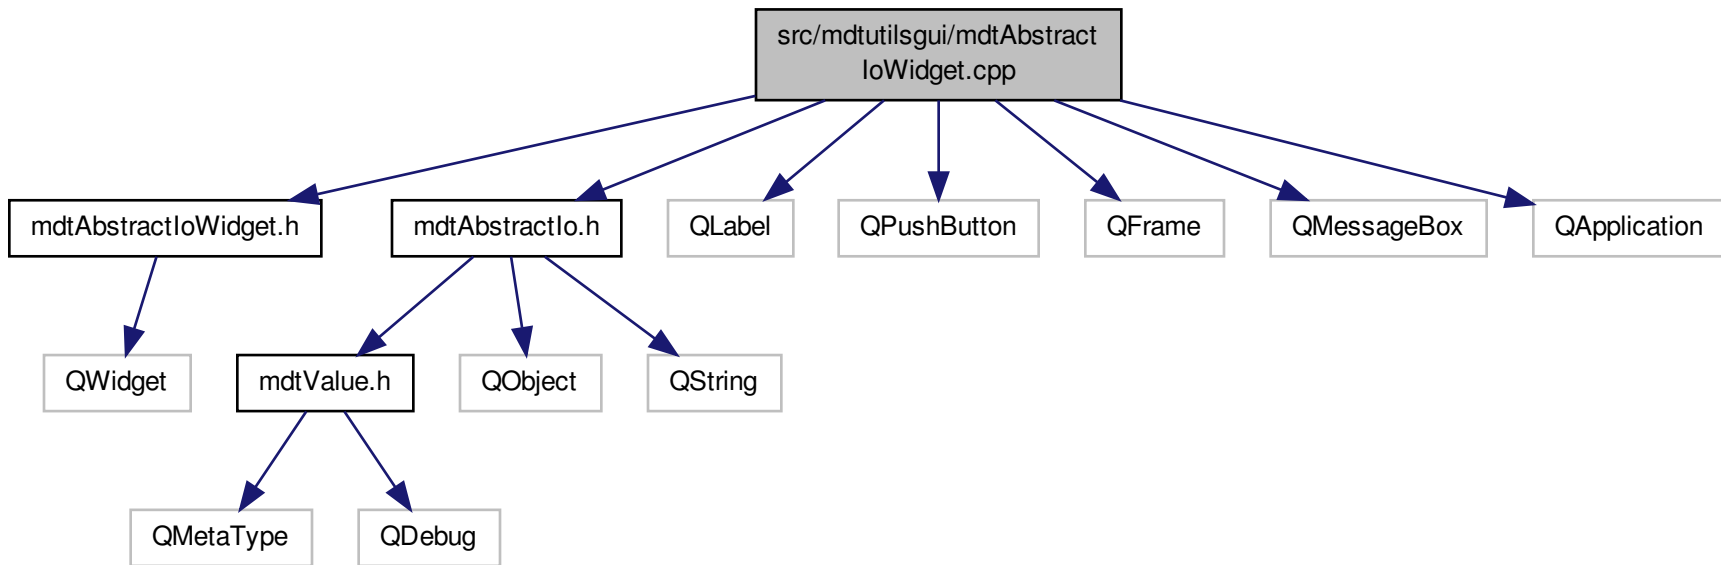 src/mdtutilsgui/mdtAbstract
IoWidget.cpp
mdtAbstractIoWidget.h
mdtAbstractIo.h
QLabel
QPushButton
QFrame
QMessageBox
QApplication
QWidget
mdtValue.h
QObject
QString
QMetaType
QDebug